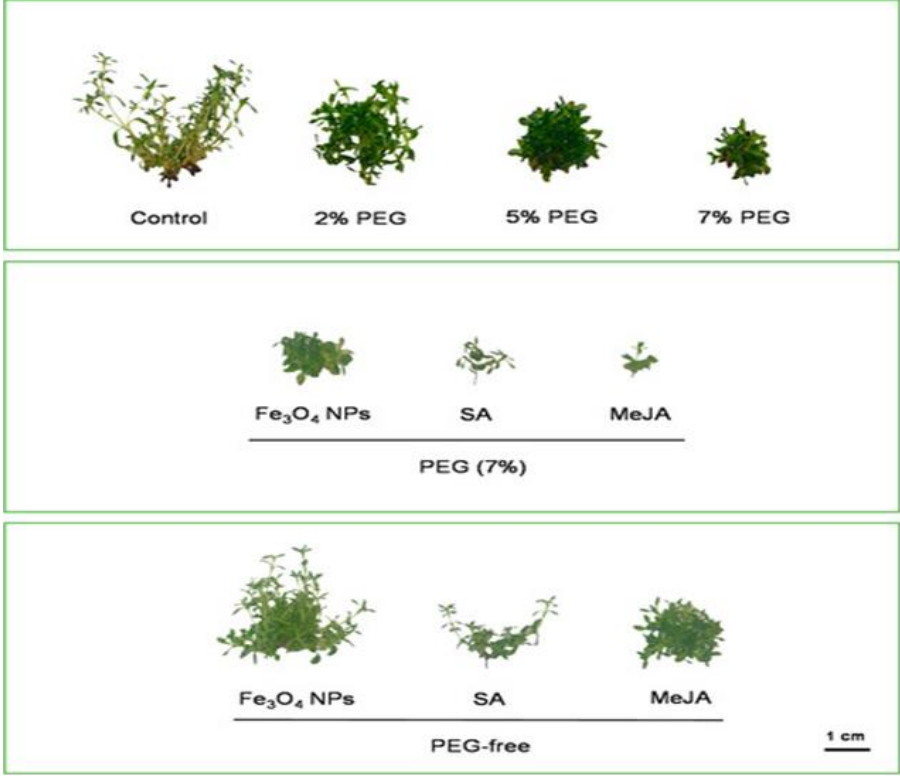 Control 2% PEG 5% PEG 7% PEG
Fe₃O₄ NPs SA MeJA
PEG (7%)
Fe₃O₄ NPs SA MeJA
PEG-free
1 cm